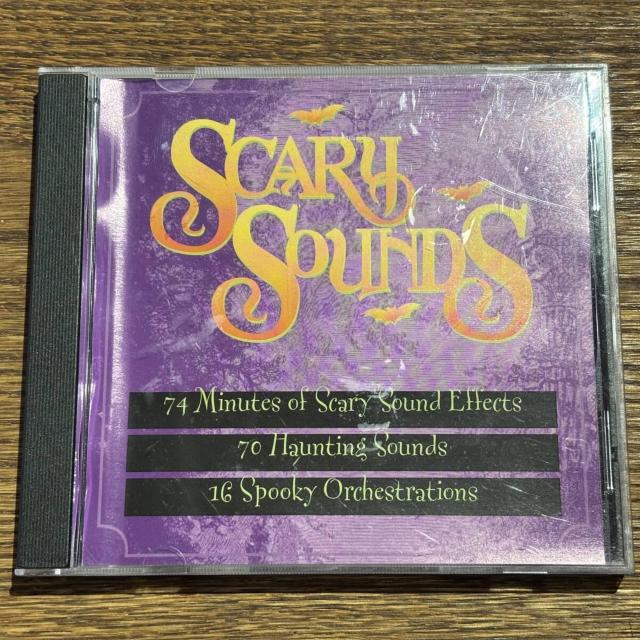 Scary
Sounds
74 Minutes of Scary Sound Effects
70 Haunting Sounds
16 Spooky Orchestrations